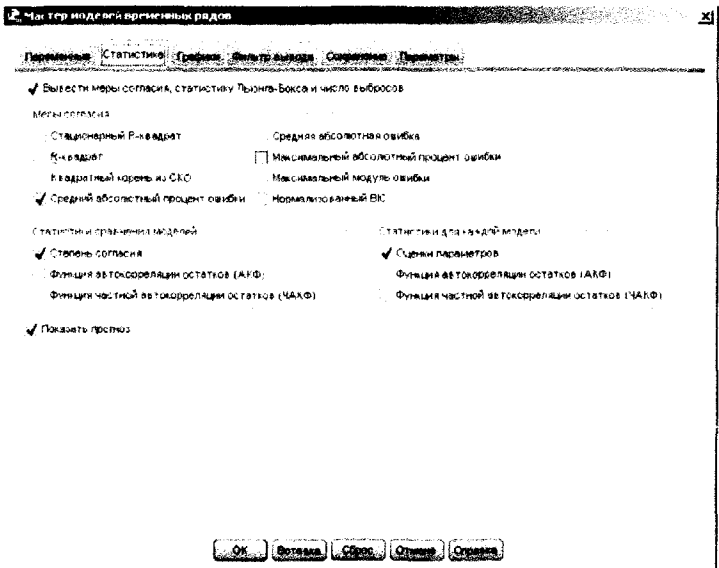 Мастер моделей временных рядов
Переменные Статистика Графики Фильтр вывода Сохранение Параметры
Вывести меры согласия, статистику Льюнга-Бокса и число выбросов
Меры согласия
Стационарный R-квадрат Средняя абсолютная ошибка
R-квадрат Максимальный абсолютный процент ошибки
Квадратный корень из СКО Максимальный модуль ошибки
Средний абсолютный процент ошибки Нормализованный BIC
Статистики сравнения моделей Статистики для каждой модели
Степень согласия Оценки параметров
Функция автокорреляции остатков (АКФ) Функция автокорреляции остатков (АКФ)
Функция частной автокорреляции остатков (ЧАКФ) Функция частной автокорреляции остатков (ЧАКФ)
Показать прогноз
ОК Вставка Сброс Отмена Справка